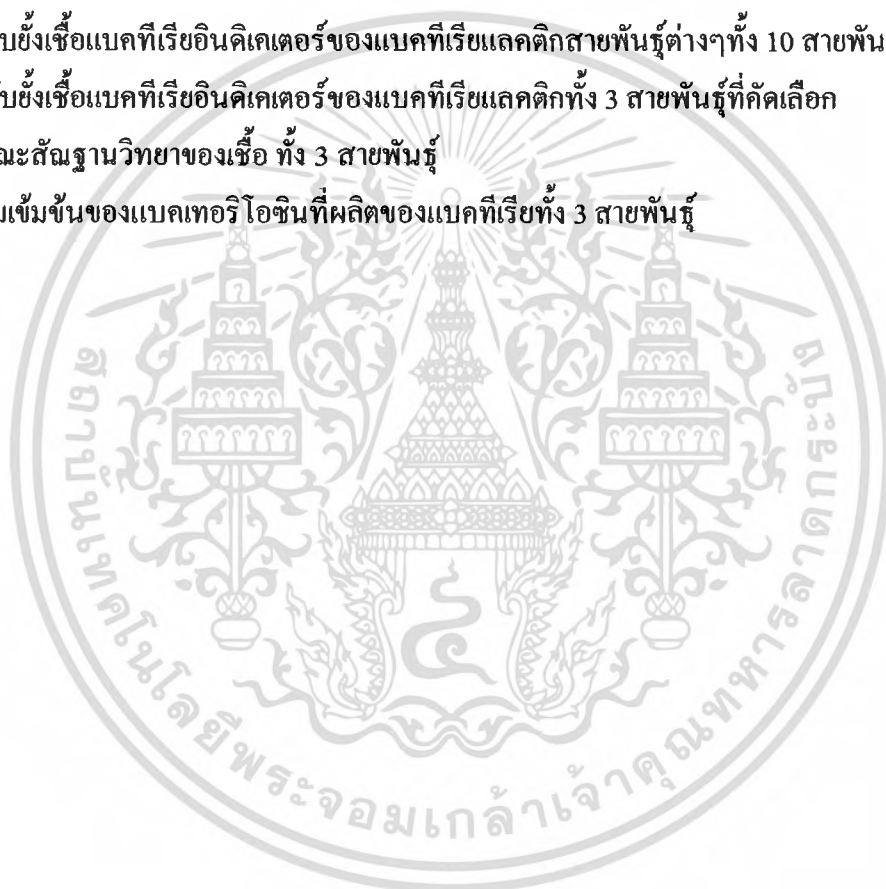 บยั้งเชื้อแบคทีเรียอินดิเคเตอร์ของแบคทีเรียแลคติกสายพันธุ์ต่างๆทั้ง 10 สายพัน
บยั้งเชื้อแบคทีเรียอินดิเคเตอร์ของแบคทีเรียแลคติกทั้ง 3 สายพันธุ์ที่คัดเลือก
ณะสัณฐานวิทยาของเชื้อ ทั้ง 3 สายพันธุ์
มเข้มข้นของแบคเทอริโอซินที่ผลิตของแบคทีเรียทั้ง 3 สายพันธุ์
สถาบันเทคโนโลยีพระจอมเกล้าเจ้าคุณทหารลาดกระบัง